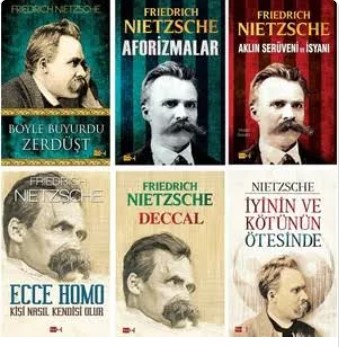 FRIEDRICH NIETZSCHE
BÖYLE BUYURDU
ZERDÜŞT
FRIEDRICH
NIETZSCHE
AFORİZMALAR
FRIEDRICH
NIETZSCHE
AKLIN SERÜVENİ ve İSYANI
FRIEDRICH
NIETZSCHE
ECCE HOMO
KİŞİ NASIL KENDİSİ OLUR
FRIEDRICH
NIETZSCHE
DECCAL
NIETZSCHE
İYİNİN VE
KÖTÜNÜN
ÖTESİNDE